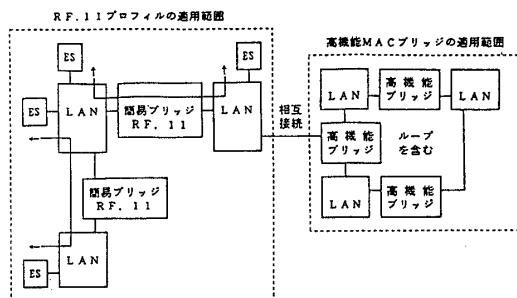 RF.11プロフィルの適用範囲
高機能MACブリッジの適用範囲
ES
ES
ES
LAN
簡易ブリッジ
RF.11
LAN
簡易ブリッジ
RF.11
ES
LAN
相互
接続
LAN
高機能
ブリッジ
LAN
高機能
ブリッジ
ループ
を含む
LAN
高機能
ブリッジ